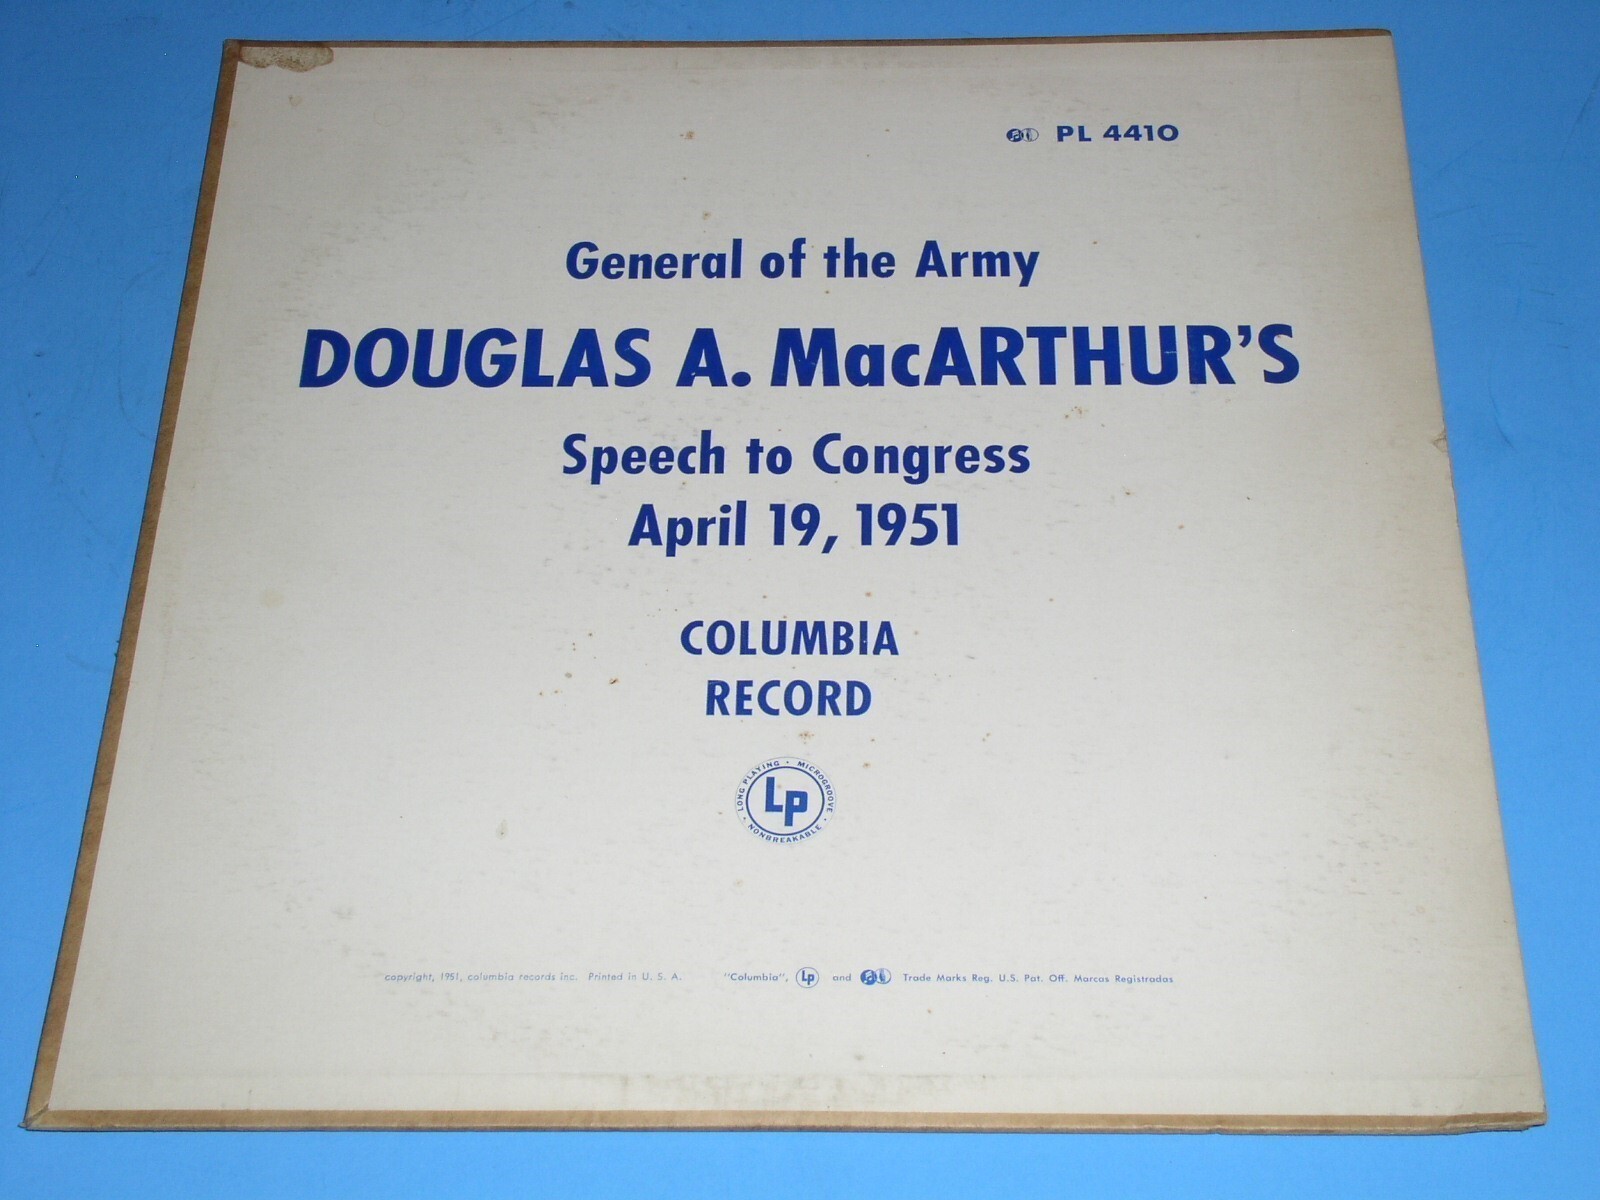 PL 4410
General of the Army
DOUGLAS A. MacARTHUR'S
Speech to Congress
April 19, 1951
COLUMBIA
RECORD
LONG PLAYING · MICROGROOVE · NONBREAKABLE ·
LP
copyright, 1951, columbia records inc. Printed in U. S. A. "Columbia", LP and Trade Marks Reg. U.S. Pat. Off. Marcas Registradas